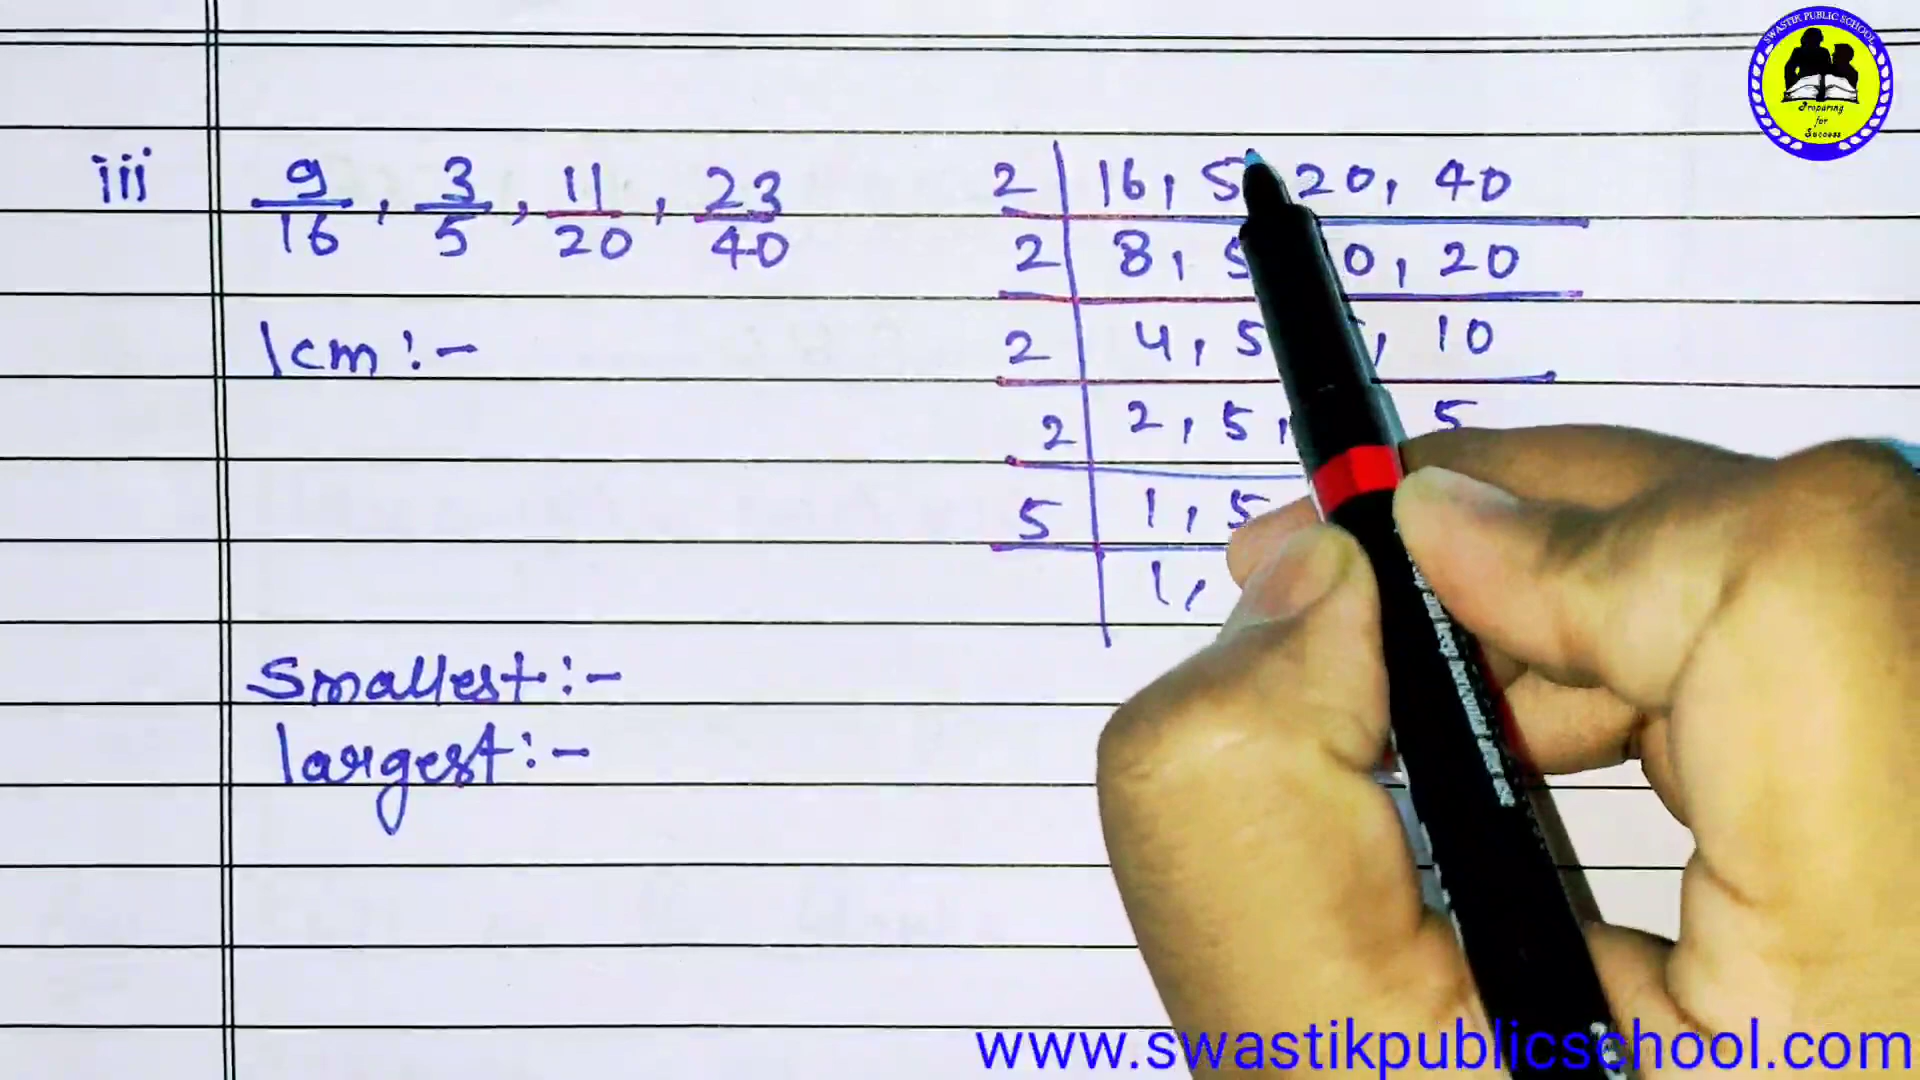 SWASTIK PUBLIC SCHOOL
Preparing
for
Success
iii 9/16, 3/5, 11/20, 23/40
lcm :-
Smallest :-
largest :-
2 | 16, 5 20, 40
2 | 8, 5 0, 20
2 | 4, 5 , 10
2 | 2, 5, 5
5 | 1, 5
1,
www.swastikpublicschool.com